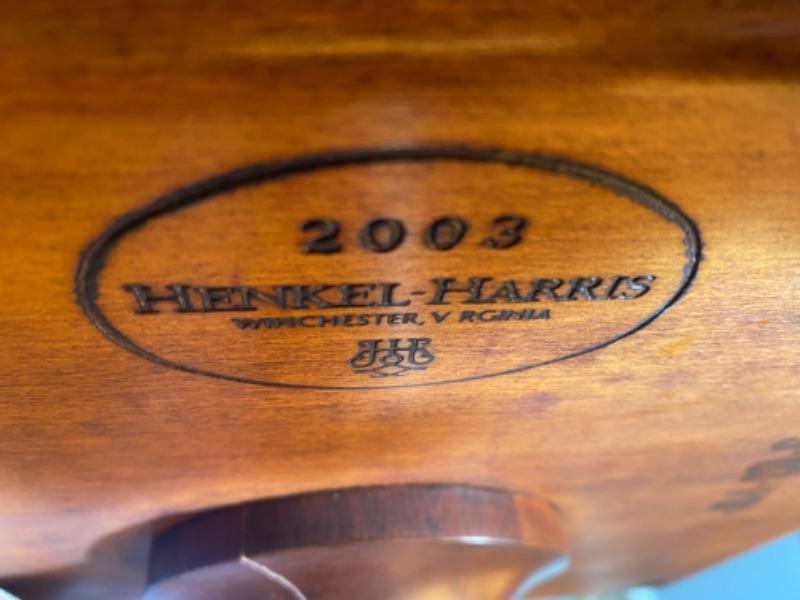 2003
HENKEL-HARRIS
WINCHESTER, V RGINIA